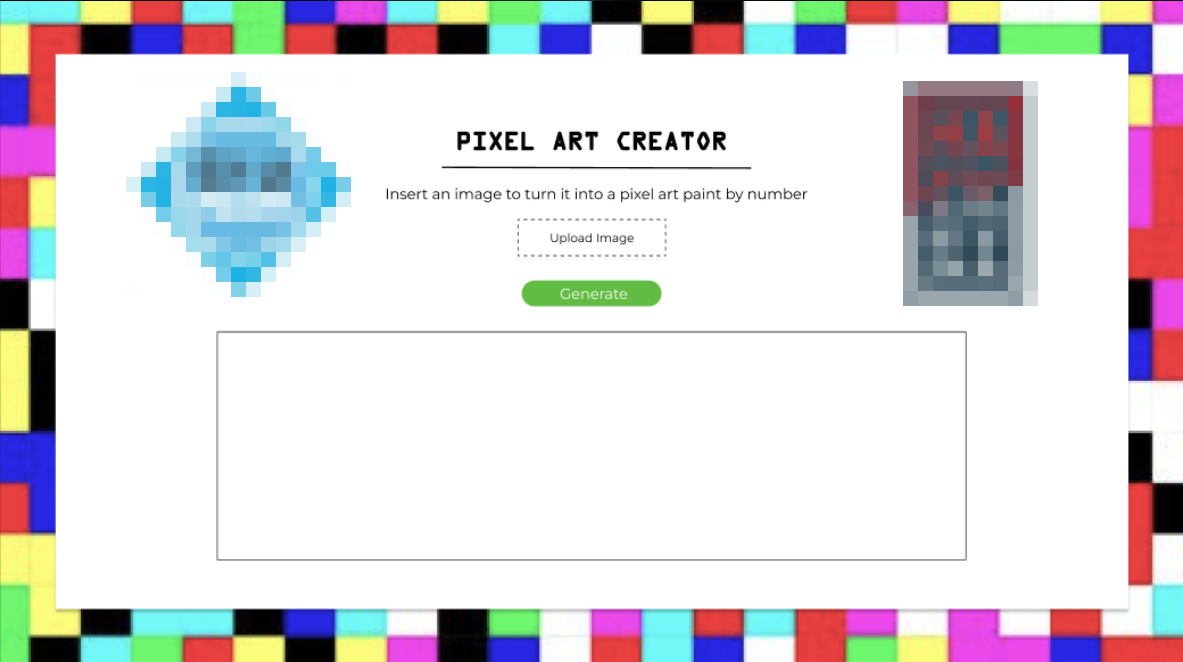 PIXEL ART CREATOR
Insert an image to turn it into a pixel art paint by number
Upload Image
Generate